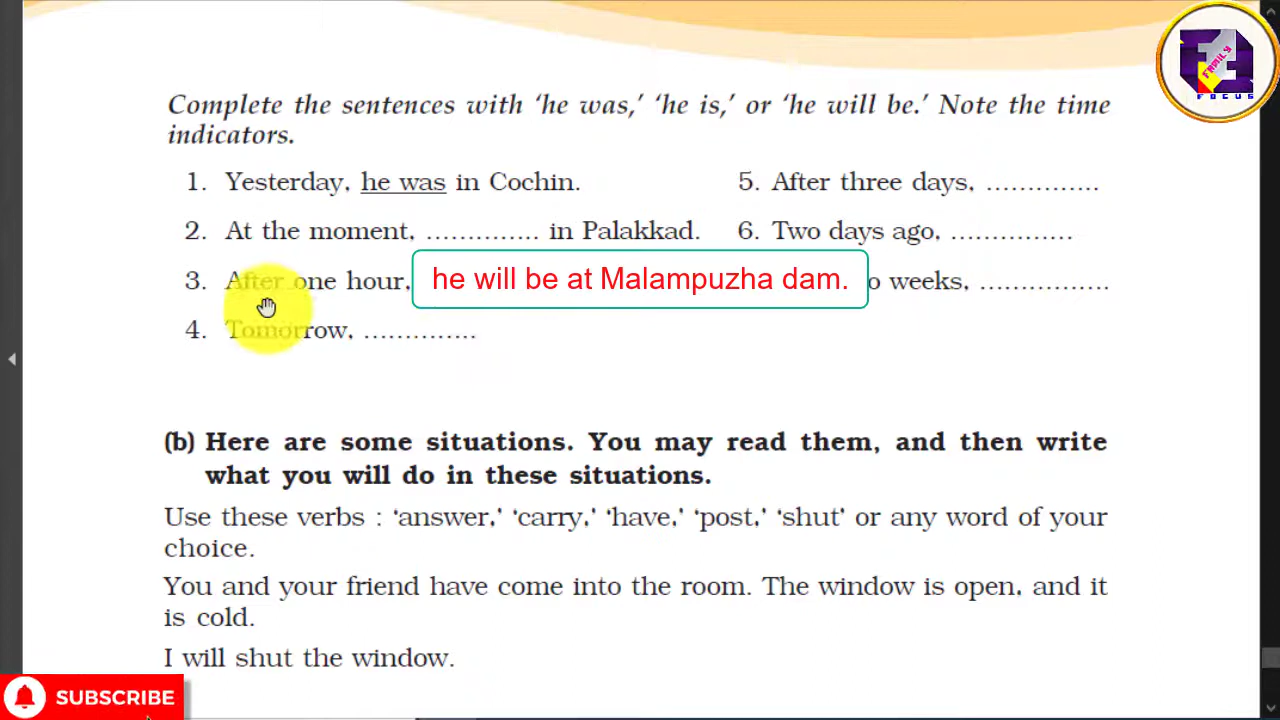 FAMILY
FOCUS
Complete the sentences with ‘he was,’ ‘he is,’ or ‘he will be.’ Note the time
indicators.
1. Yesterday, he was in Cochin.
2. At the moment, .............. in Palakkad.
3. After one hour, he will be at Malampuzha dam.
4. Tomorrow, ..............
5. After three days, ..............
6. Two days ago, ...............
o weeks, ................
(b) Here are some situations. You may read them, and then write
what you will do in these situations.
Use these verbs : ‘answer,’ ‘carry,’ ‘have,’ ‘post,’ ‘shut’ or any word of your
choice.
You and your friend have come into the room. The window is open, and it
is cold.
I will shut the window.
SUBSCRIBE